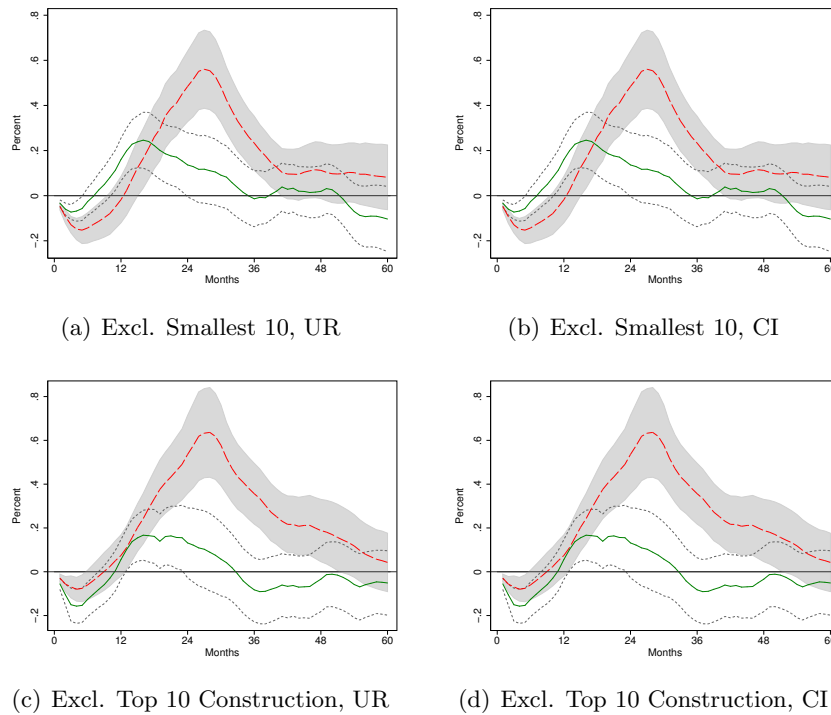 .8
.6
.4
.2
0
-.2
Percent
0 12 24 36 48 60
Months
(a) Excl. Smallest 10, UR
.8
.6
.4
.2
0
-.2
Percent
0 12 24 36 48 60
Months
(b) Excl. Smallest 10, CI
.8
.6
.4
.2
0
-.2
Percent
0 12 24 36 48 60
Months
(c) Excl. Top 10 Construction, UR
.8
.6
.4
.2
0
-.2
Percent
0 12 24 36 48 60
Months
(d) Excl. Top 10 Construction, CI